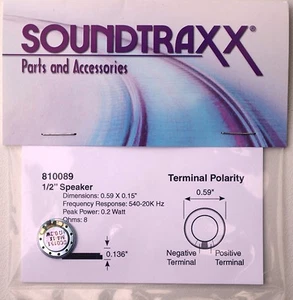 SOUNDTRAXX®
Parts and Accessories
810089
1/2" Speaker
Dimensions: 0.59 X 0.15"
Frequency Response: 540-20K Hz
Peak Power: 0.2 Watt
Ohms: 8
0.136"
Terminal Polarity
0.59"
Negative Terminal
Positive Terminal